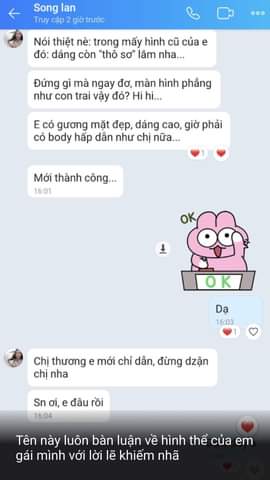 Song lan
Truy cập 2 giờ trước
Nói thiệt nè: trong mấy hình cũ của e
đó: dáng còn "thô sơ" lắm nha...
Đứng gì mà ngay đơ, màn hình phẳng
như con trai vậy đó? Hi hi...
E có gương mặt đẹp, dáng cao, giờ phải
có body hấp dẫn như chị nữa...
1
Mới thành công...
16:01
OK
OK
Dạ
16:03
1
Chị thương e mới chỉ dẫn, đừng dzận
chị nha
Sn ơi, e đâu rồi
16:04
Tên này luôn bàn luận về hình thể của em
gái mình với lời lẽ khiếm nhã